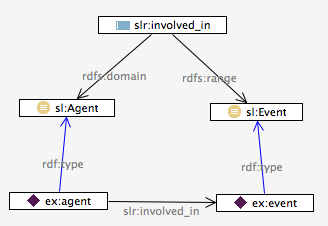 slr:involved_in
rdfs:domain
rdfs:range
sl:Agent
sl:Event
rdf:type
rdf:type
ex:agent
ex:event
slr:involved_in